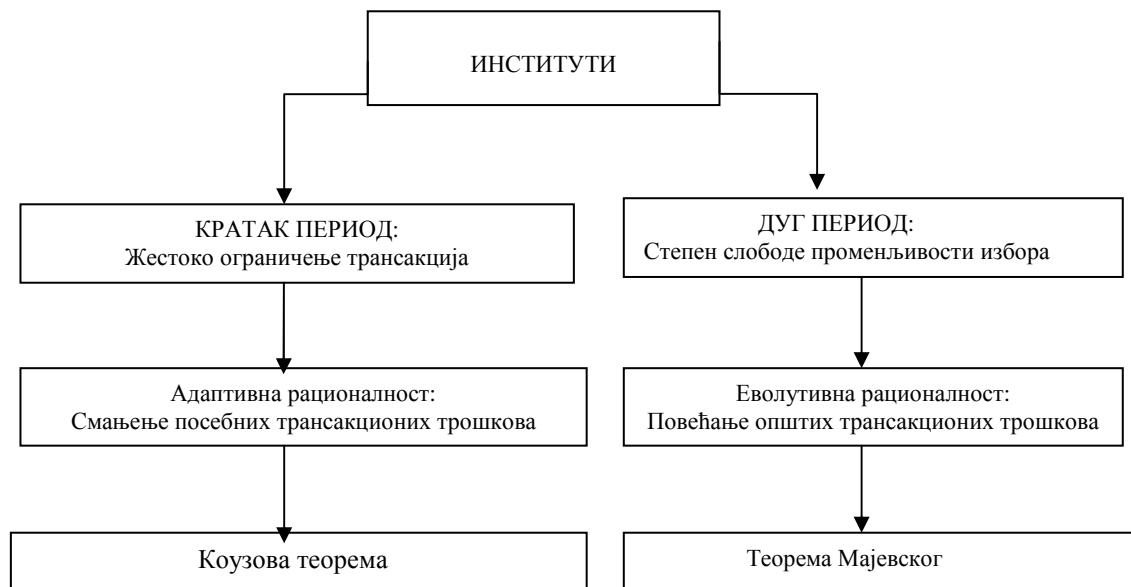 ИНСТИТУТИ
КРАТАК ПЕРИОД:
Жестоко ограничење трансакција
ДУГ ПЕРИОД:
Степен слободе променљивости избора
Адаптивна рационалност:
Смањење посебних трансакционих трошкова
Еволутивна рационалност:
Повећање општих трансакционих трошкова
Коузова теорема
Теорема Мајевског